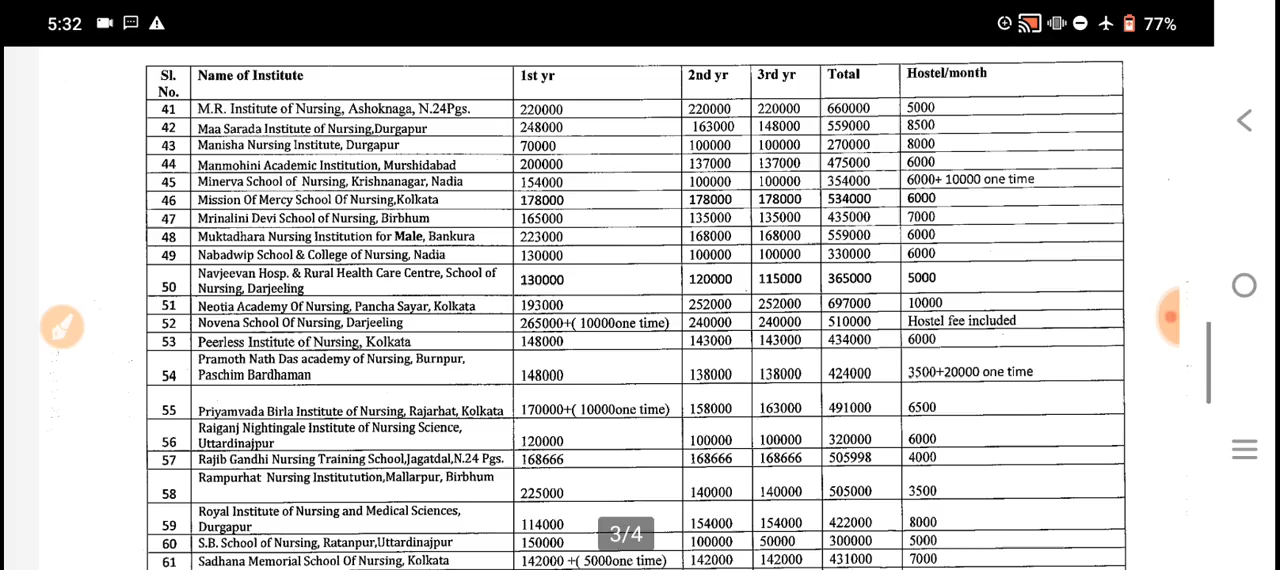 5:32 77%
Sl. No. Name of Institute 1st yr 2nd yr 3rd yr Total Hostel/month
41 M.R. Institute of Nursing, Ashoknaga, N.24Pgs. 220000 220000 220000 660000 5000
42 Maa Sarada Institute of Nursing,Durgapur 248000 163000 148000 559000 8500
43 Manisha Nursing Institute, Durgapur 70000 100000 100000 270000 8000
44 Manmohini Academic Institution, Murshidabad 200000 137000 137000 475000 6000
45 Minerva School of Nursing, Krishnanagar, Nadia 154000 100000 100000 354000 6000+ 10000 one time
46 Mission Of Mercy School Of Nursing,Kolkata 178000 178000 178000 534000 6000
47 Mrinalini Devi School of Nursing, Birbhum 165000 135000 135000 435000 7000
48 Muktadhara Nursing Institution for Male, Bankura 223000 168000 168000 559000 6000
49 Nabadwip School & College of Nursing, Nadia 130000 100000 100000 330000 6000
Navjeevan Hosp. & Rural Health Care Centre, School of
50 Nursing, Darjeeling 130000 120000 115000 365000 5000
51 Neotia Academy Of Nursing, Pancha Sayar, Kolkata 193000 252000 252000 697000 10000
52 Novena School Of Nursing, Darjeeling 265000+( 10000one time) 240000 240000 510000 Hostel fee included
53 Peerless Institute of Nursing, Kolkata 148000 143000 143000 434000 6000
Pramoth Nath Das academy of Nursing, Burnpur,
54 Paschim Bardhaman 148000 138000 138000 424000 3500+20000 one time
55 Priyamvada Birla Institute of Nursing, Rajarhat, Kolkata 170000+( 10000one time) 158000 163000 491000 6500
Raiganj Nightingale Institute of Nursing Science,
56 Uttardinajpur 120000 100000 100000 320000 6000
57 Rajib Gandhi Nursing Training School,Jagatdal,N.24 Pgs. 168666 168666 168666 505998 4000
Rampurhat Nursing Institutution,Mallarpur, Birbhum
58 225000 140000 140000 505000 3500
Royal Institute of Nursing and Medical Sciences,
59 Durgapur 114000 154000 154000 422000 8000
3/4
60 S.B. School of Nursing, Ratanpur,Uttardinajpur 150000 100000 50000 300000 5000
61 Sadhana Memorial School Of Nursing, Kolkata 142000 +( 5000one time) 142000 142000 431000 7000